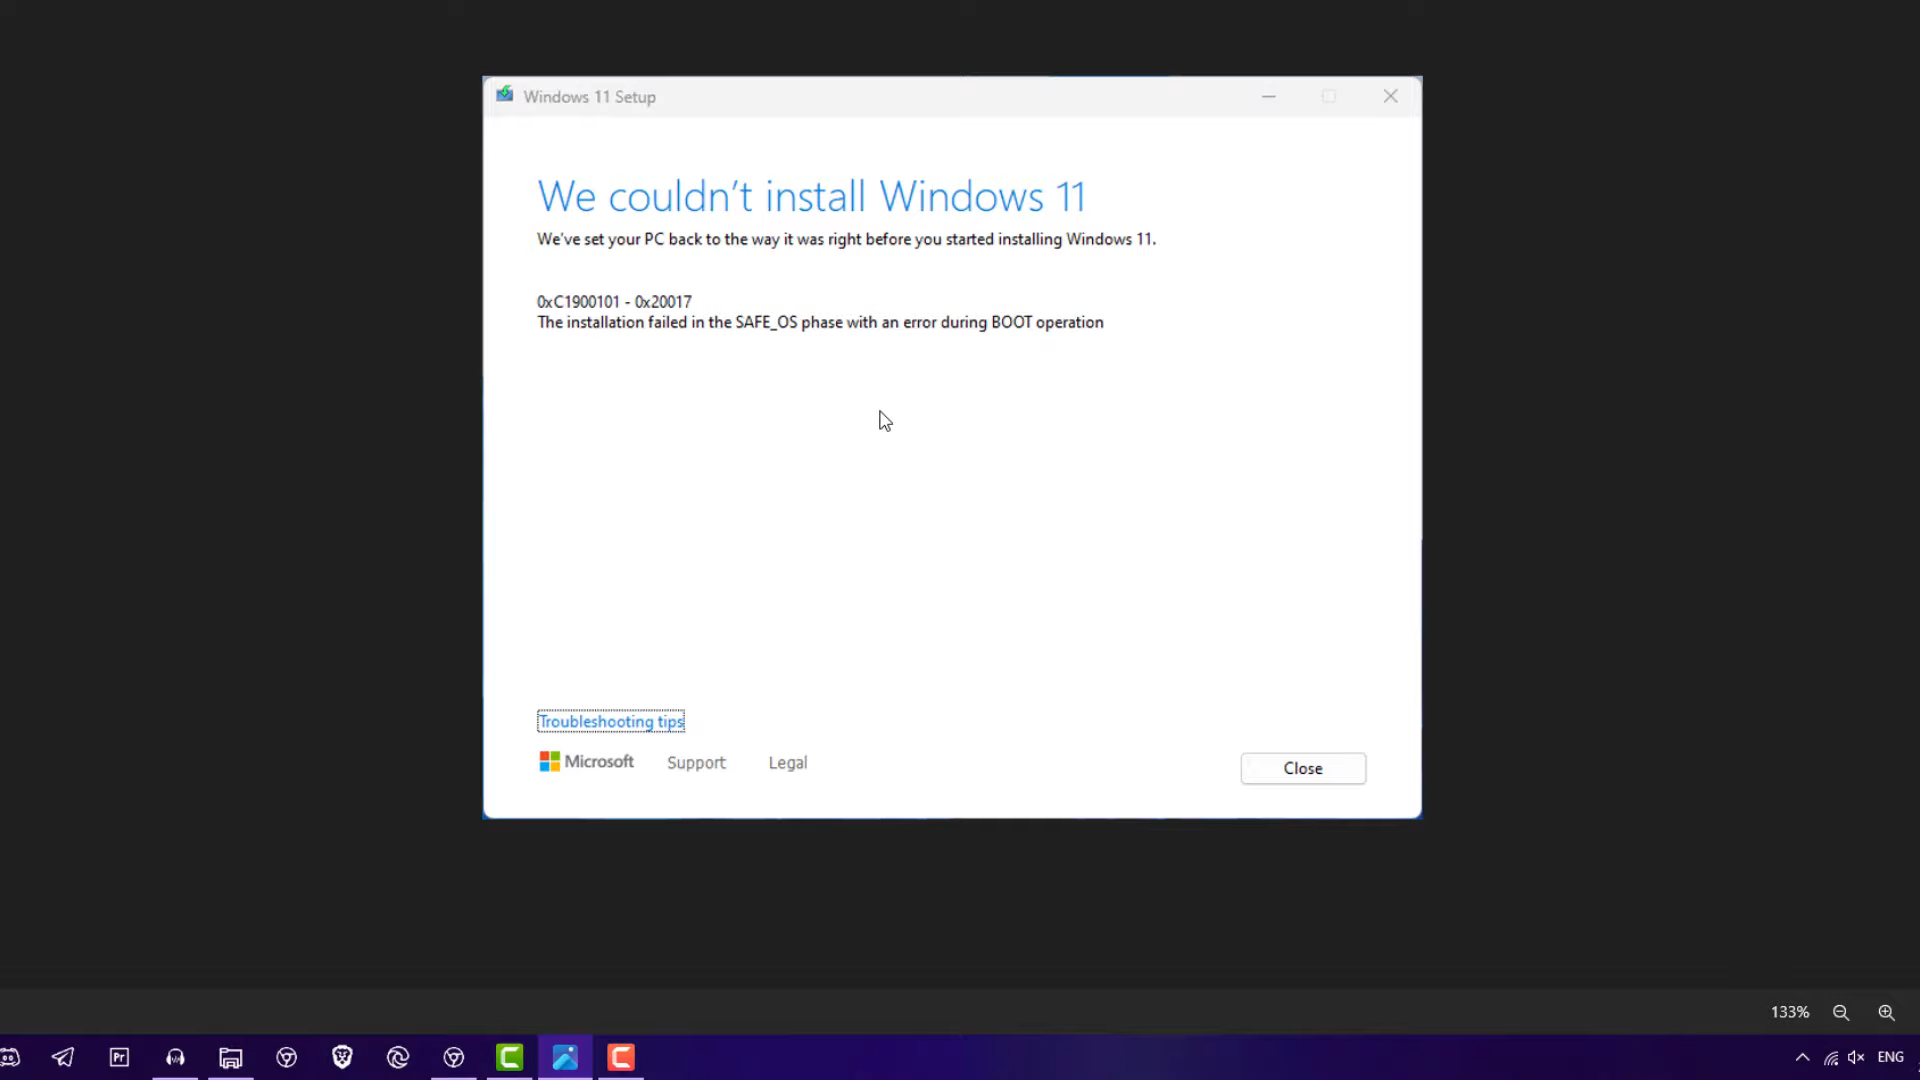 Windows 11 Setup
We couldn’t install Windows 11
We’ve set your PC back to the way it was right before you started installing Windows 11.
0xC1900101 - 0x20017
The installation failed in the SAFE_OS phase with an error during BOOT operation
Troubleshooting tips
Microsoft Support Legal
Close
133%
Pr
ENG